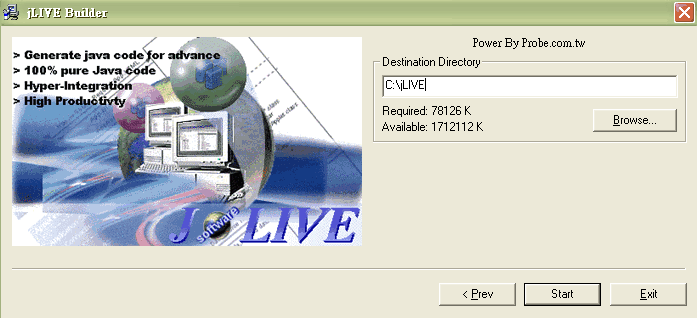 jLIVE Builder
> Generate java code for advance
> 100% pure Java code
> Hyper-Integration
> High Productivty
J LIVE
software
Power By Probe.com.tw
Destination Directory
C:\jLIVE
Required: 78126 K
Available: 1712112 K
Browse...
< Prev
Start
Exit